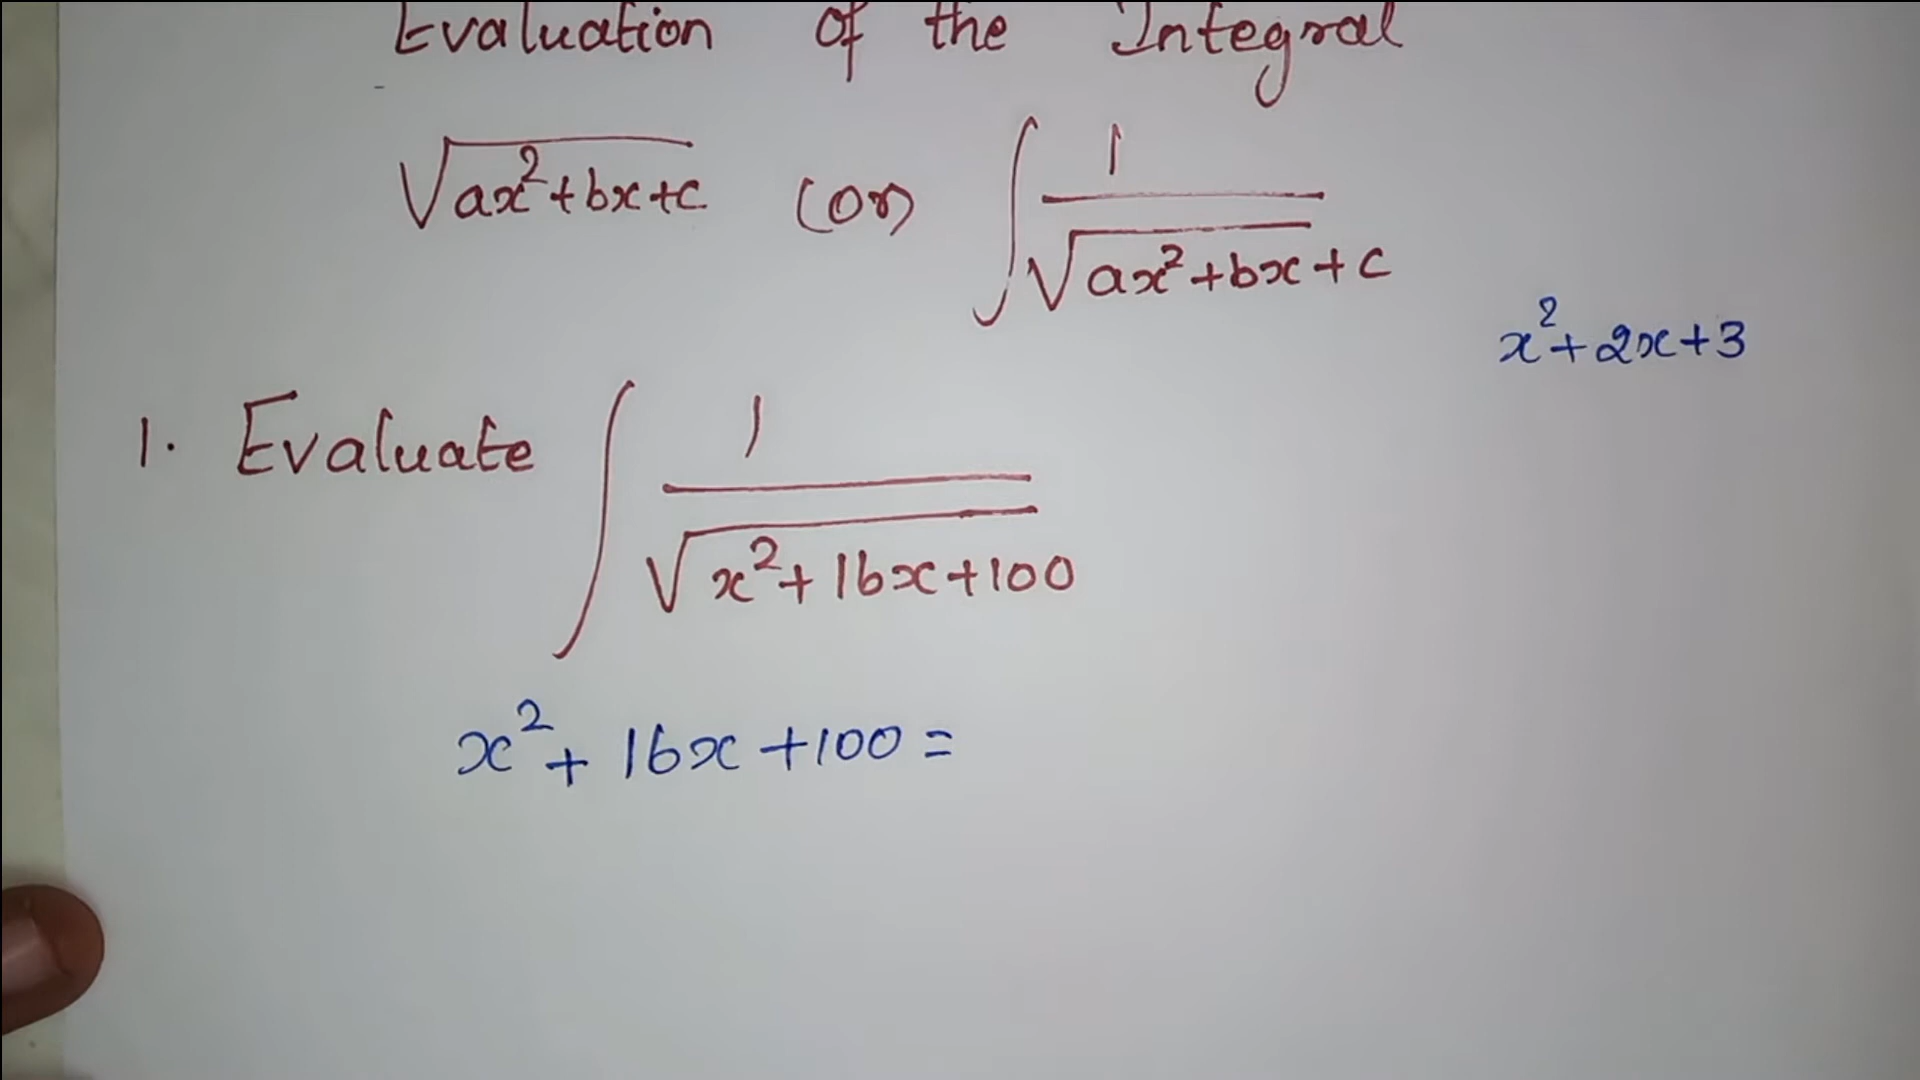 Evaluation of the Integral
√ax²+bx+c (or) ∫ 1/√ax²+bx+c
x²+2x+3
1. Evaluate ∫ 1/√x²+16x+100
x²+16x+100=